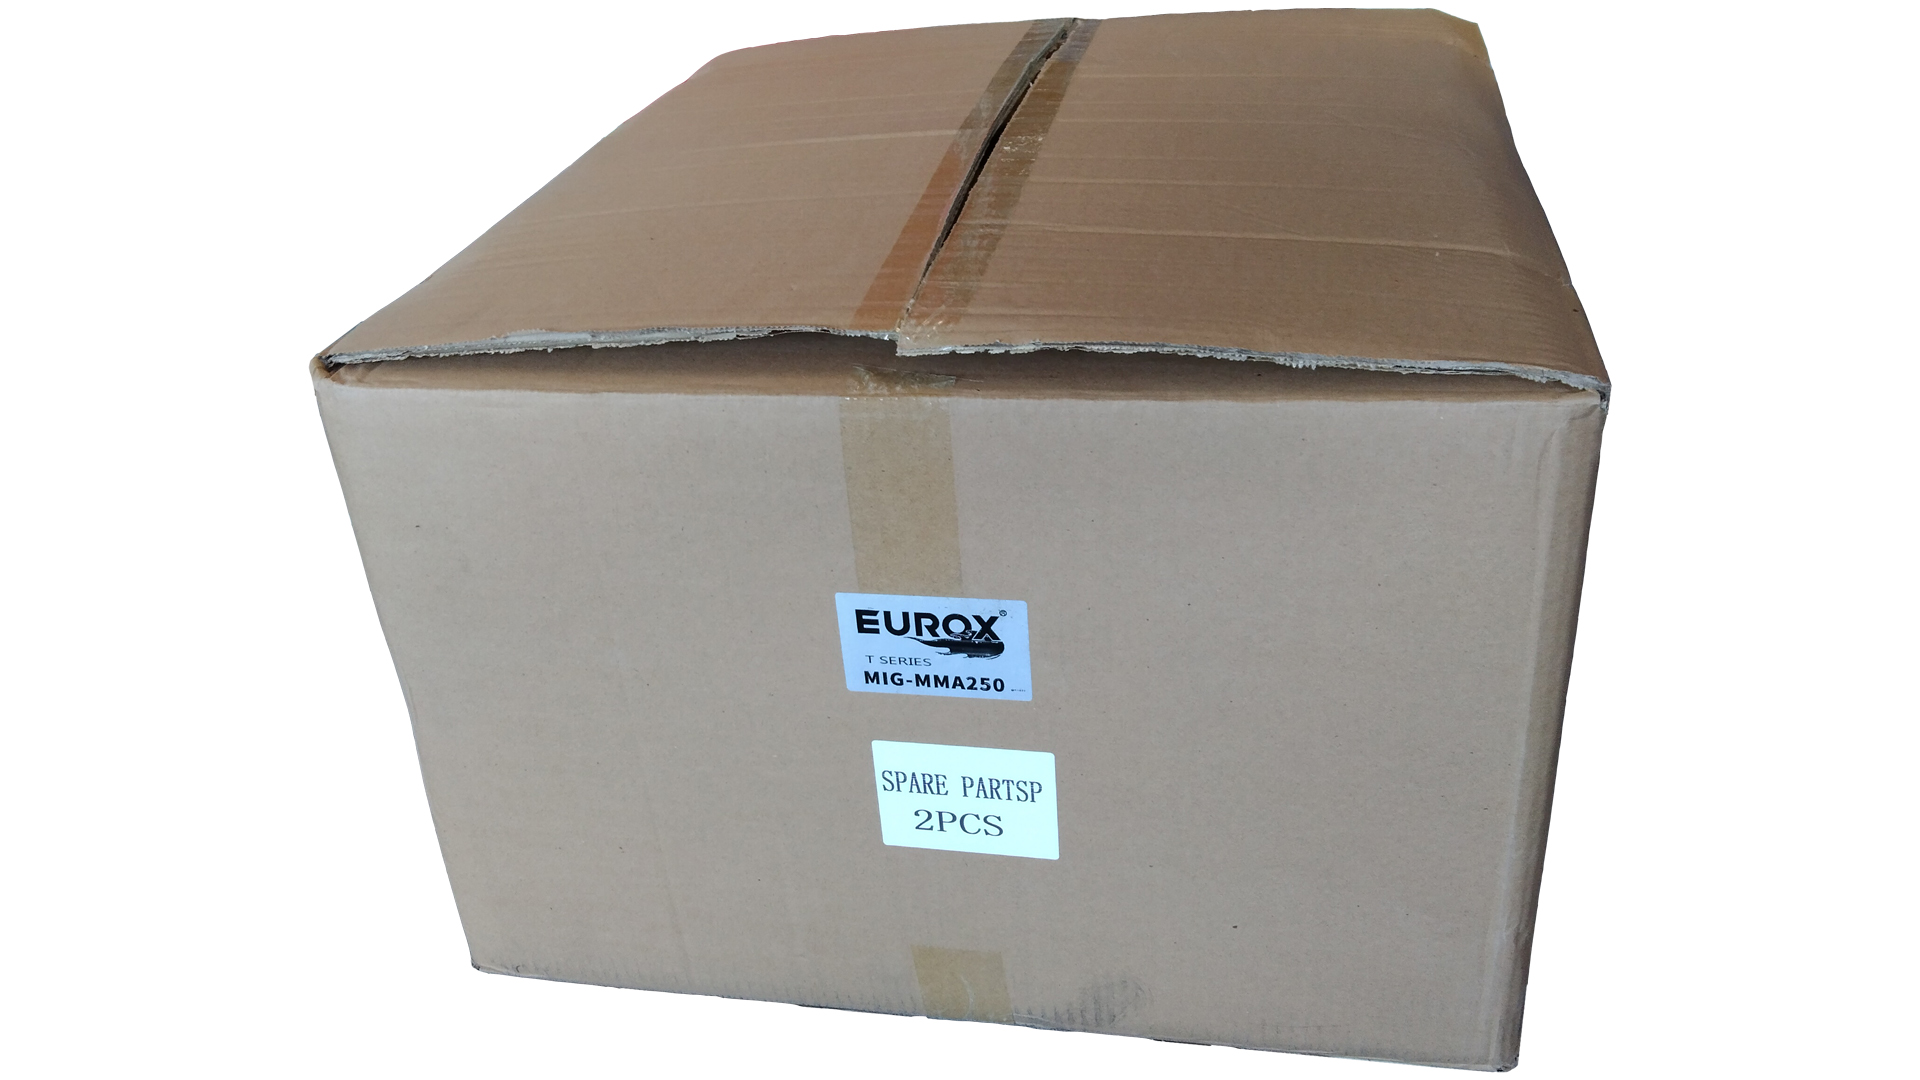 EUROX®
T SERIES
MIG-MMA250
SPARE PARTSP
2PCS